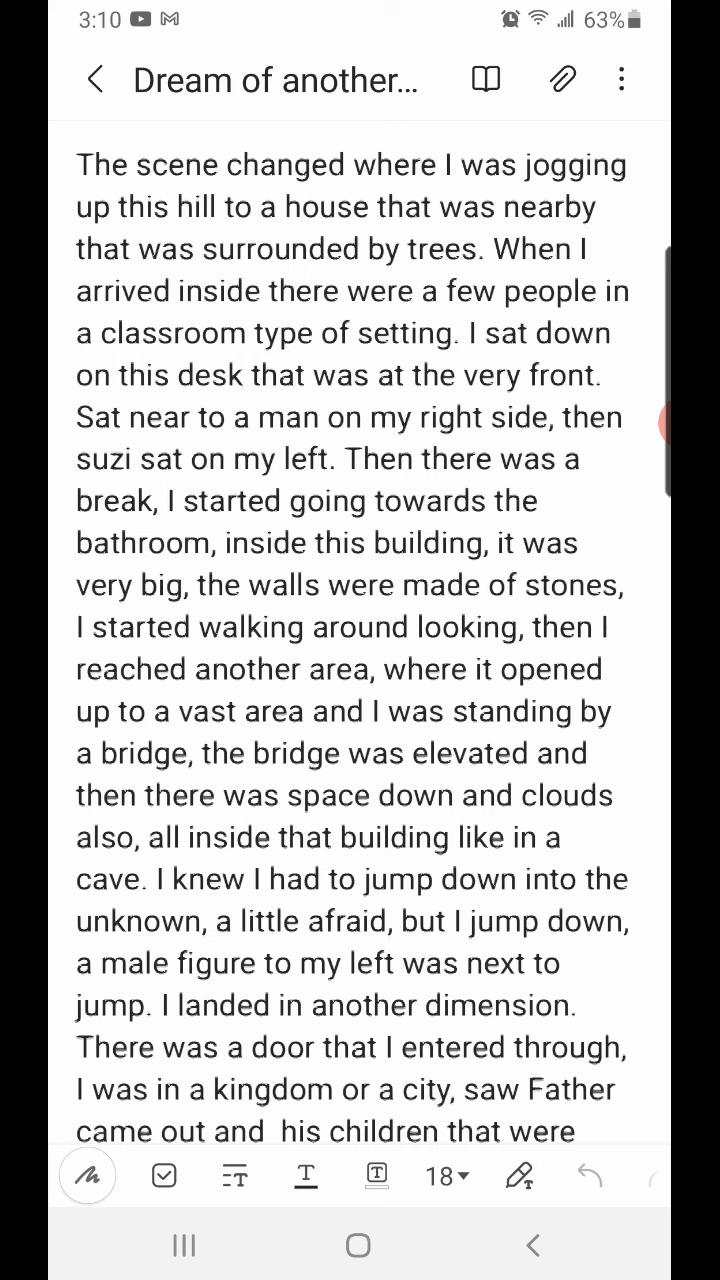 3:10 63%
Dream of another...
The scene changed where I was jogging
up this hill to a house that was nearby
that was surrounded by trees. When I
arrived inside there were a few people in
a classroom type of setting. I sat down
on this desk that was at the very front.
Sat near to a man on my right side, then
suzi sat on my left. Then there was a
break, I started going towards the
bathroom, inside this building, it was
very big, the walls were made of stones,
I started walking around looking, then I
reached another area, where it opened
up to a vast area and I was standing by
a bridge, the bridge was elevated and
then there was space down and clouds
also, all inside that building like in a
cave. I knew I had to jump down into the
unknown, a little afraid, but I jump down,
a male figure to my left was next to
jump. I landed in another dimension.
There was a door that I entered through,
I was in a kingdom or a city, saw Father
came out and  his children that were
18